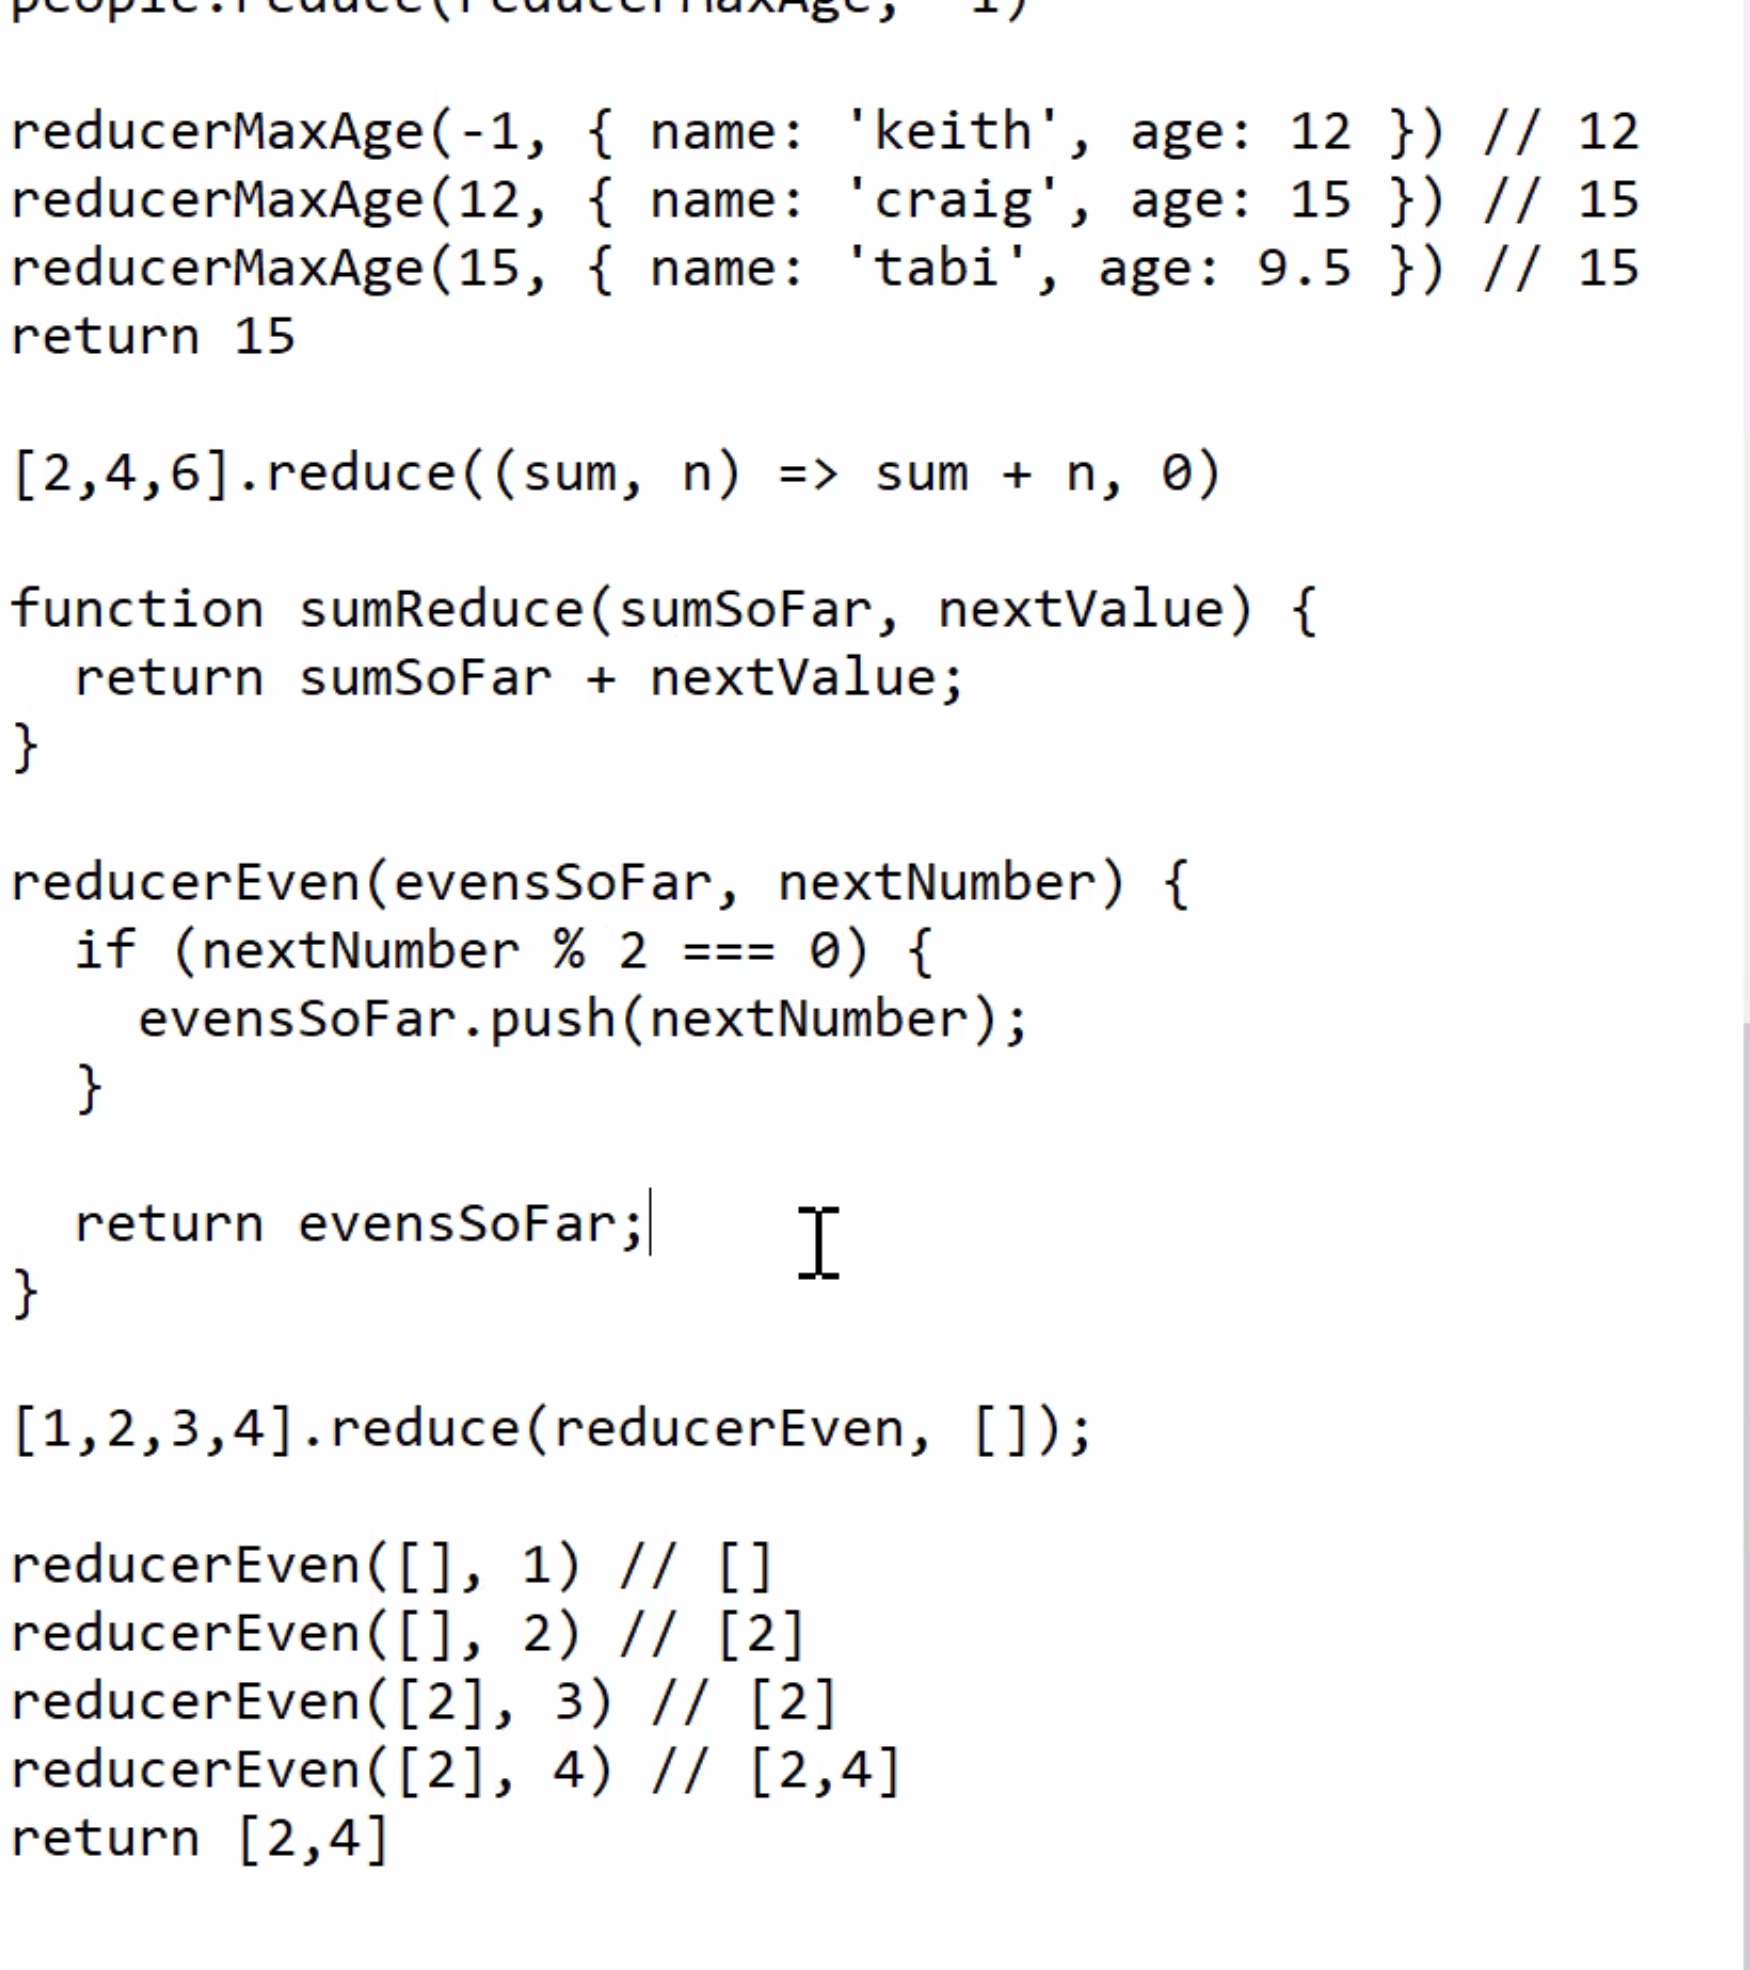 people.reduce(reducerMaxAge, -1)
reducerMaxAge(-1, { name: 'keith', age: 12 }) // 12
reducerMaxAge(12, { name: 'craig', age: 15 }) // 15
reducerMaxAge(15, { name: 'tabi', age: 9.5 }) // 15
return 15
[2,4,6].reduce((sum, n) => sum + n, 0)
function sumReduce(sumSoFar, nextValue) {
  return sumSoFar + nextValue;
}
reducerEven(evensSoFar, nextNumber) {
  if (nextNumber % 2 === 0) {
    evensSoFar.push(nextNumber);
  }
  return evensSoFar;
}
[1,2,3,4].reduce(reducerEven, []);
reducerEven([], 1) // []
reducerEven([], 2) // [2]
reducerEven([2], 3) // [2]
reducerEven([2], 4) // [2,4]
return [2,4]